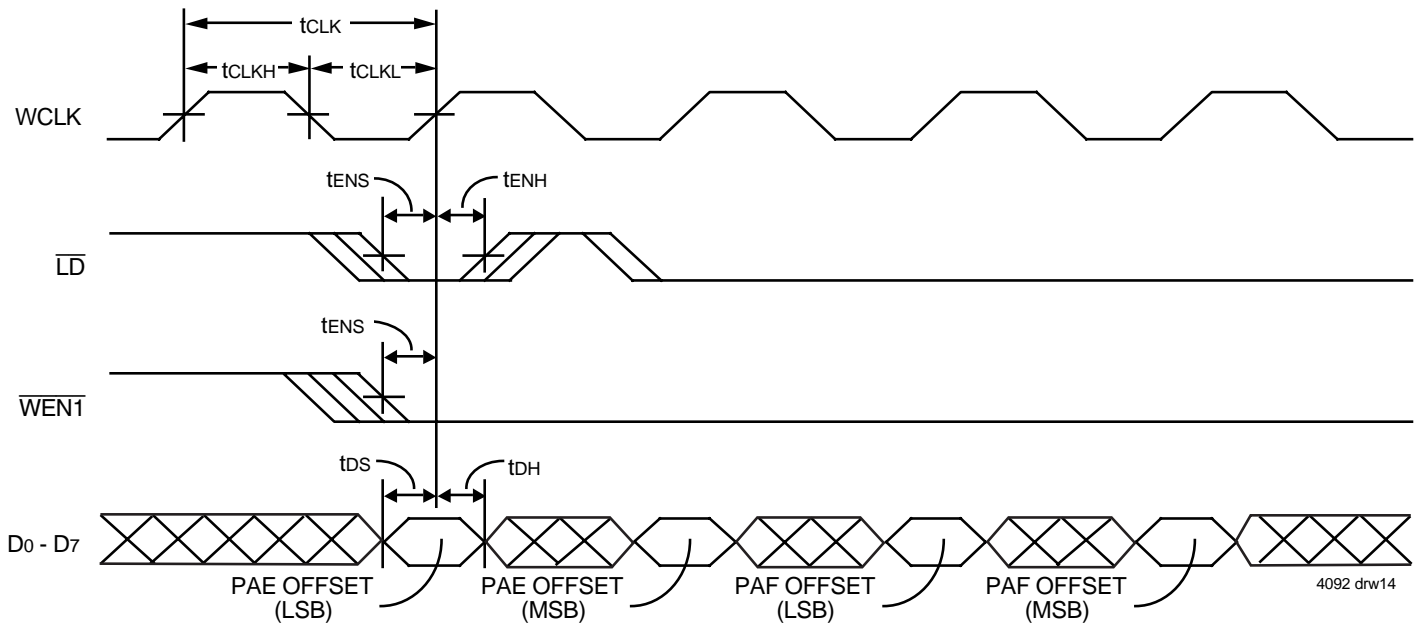 tCLK
tCLKH
tCLKL
WCLK
tENS
tENH
LD
tENS
WEN1
tDS
tDH
D0 - D7
PAE OFFSET
(LSB)
PAE OFFSET
(MSB)
PAF OFFSET
(LSB)
PAF OFFSET
(MSB)
4092 drw14